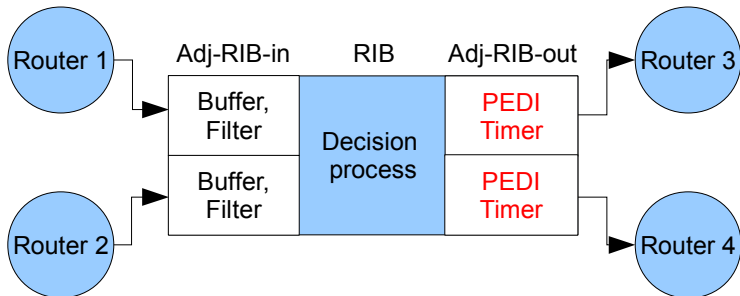 Router 1
Adj-RIB-in
RIB
Adj-RIB-out
Router 3
Buffer,
Filter
Decision
process
PEDI
Timer
Buffer,
Filter
PEDI
Timer
Router 2
Router 4